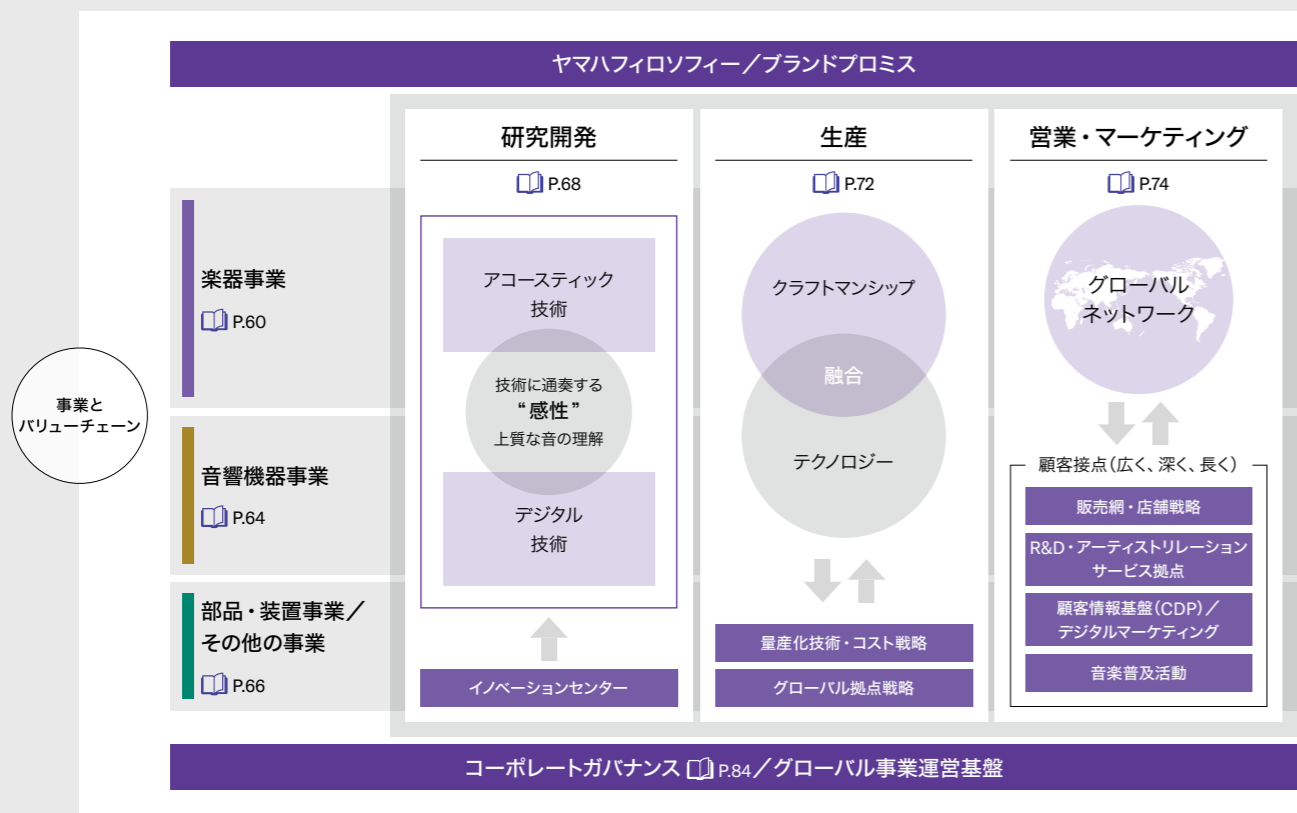 ヤマハフィロソフィー／ブランドプロミス
事業と
バリューチェーン
楽器事業
P.60
音響機器事業
P.64
部品・装置事業／
その他の事業
P.66
研究開発
P.68
アコースティック
技術
技術に通奏する
“感性”
上質な音の理解
デジタル
技術
イノベーションセンター
生産
P.72
クラフトマンシップ
融合
テクノロジー
量産化技術・コスト戦略
グローバル拠点戦略
営業・マーケティング
P.74
グローバル
ネットワーク
顧客接点（広く、深く、長く）
販売網・店舗戦略
R&D・アーティストリレーション
サービス拠点
顧客情報基盤（CDP）／
デジタルマーケティング
音楽普及活動
コーポレートガバナンス P.84／グローバル事業運営基盤